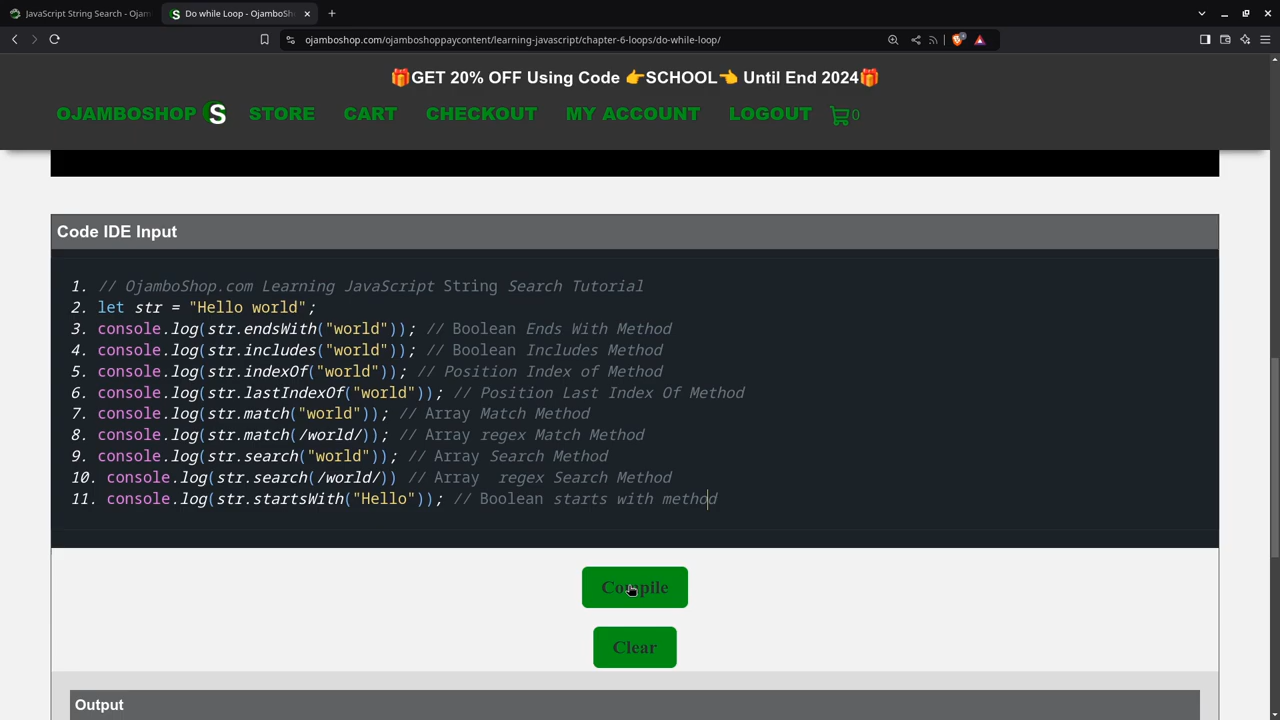 JavaScript String Search - Ojam
Do while Loop - OjamboSh
ojamboshop.com/ojamboshoppaycontent/learning-javascript/chapter-6-loops/do-while-loop/
🎁GET 20% OFF Using Code 👉SCHOOL👈 Until End 2024🎁
OJAMBOSHOP S STORE CART CHECKOUT MY ACCOUNT LOGOUT 0
Code IDE Input
1. // OjamboShop.com Learning JavaScript String Search Tutorial
2. let str = "Hello world";
3. console.log(str.endsWith("world")); // Boolean Ends With Method
4. console.log(str.includes("world")); // Boolean Includes Method
5. console.log(str.indexOf("world")); // Position Index of Method
6. console.log(str.lastIndexOf("world")); // Position Last Index Of Method
7. console.log(str.match("world")); // Array Match Method
8. console.log(str.match(/world/)); // Array regex Match Method
9. console.log(str.search("world")); // Array Search Method
10. console.log(str.search(/world/)) // Array  regex Search Method
11. console.log(str.startsWith("Hello")); // Boolean starts with method
Compile
Clear
Output